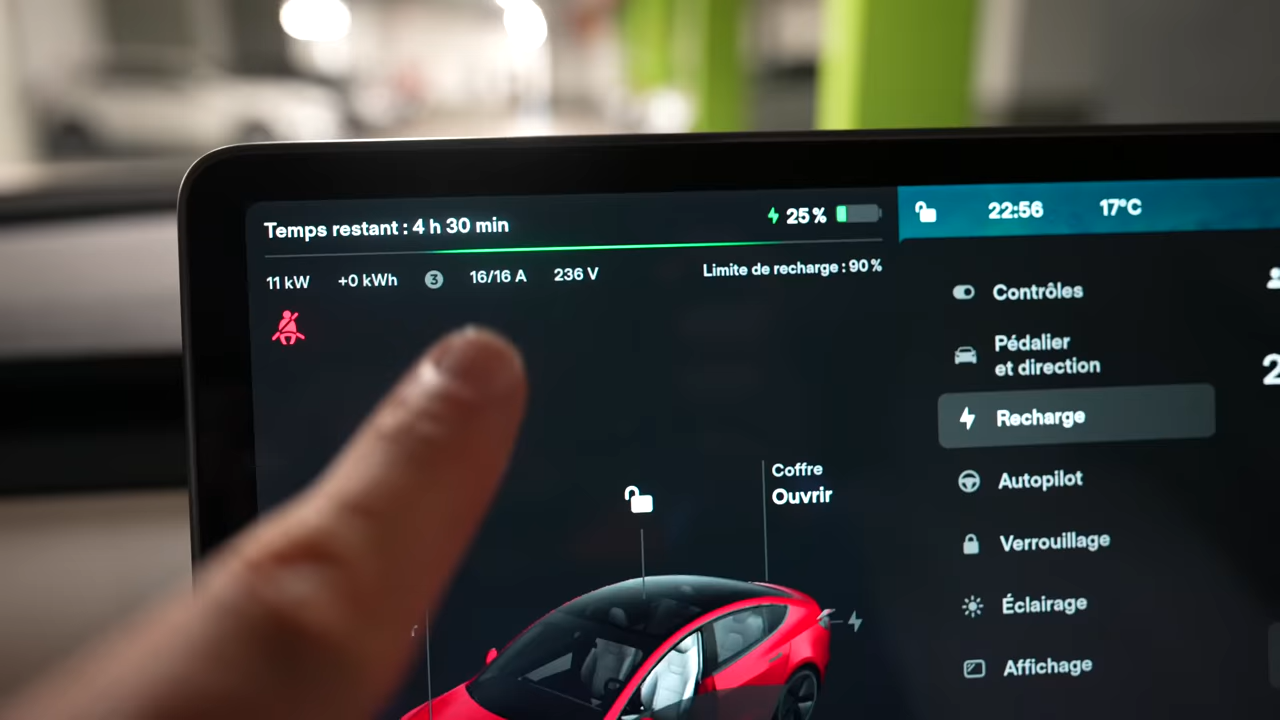 Temps restant : 4 h 30 min
25 %
11 kW +0 kWh 3 16/16 A 236 V
Limite de recharge : 90 %
Coffre
Ouvrir
22:56 17°C
Contrôles
Pédalier
et direction
Recharge
Autopilot
Verrouillage
Éclairage
Affichage